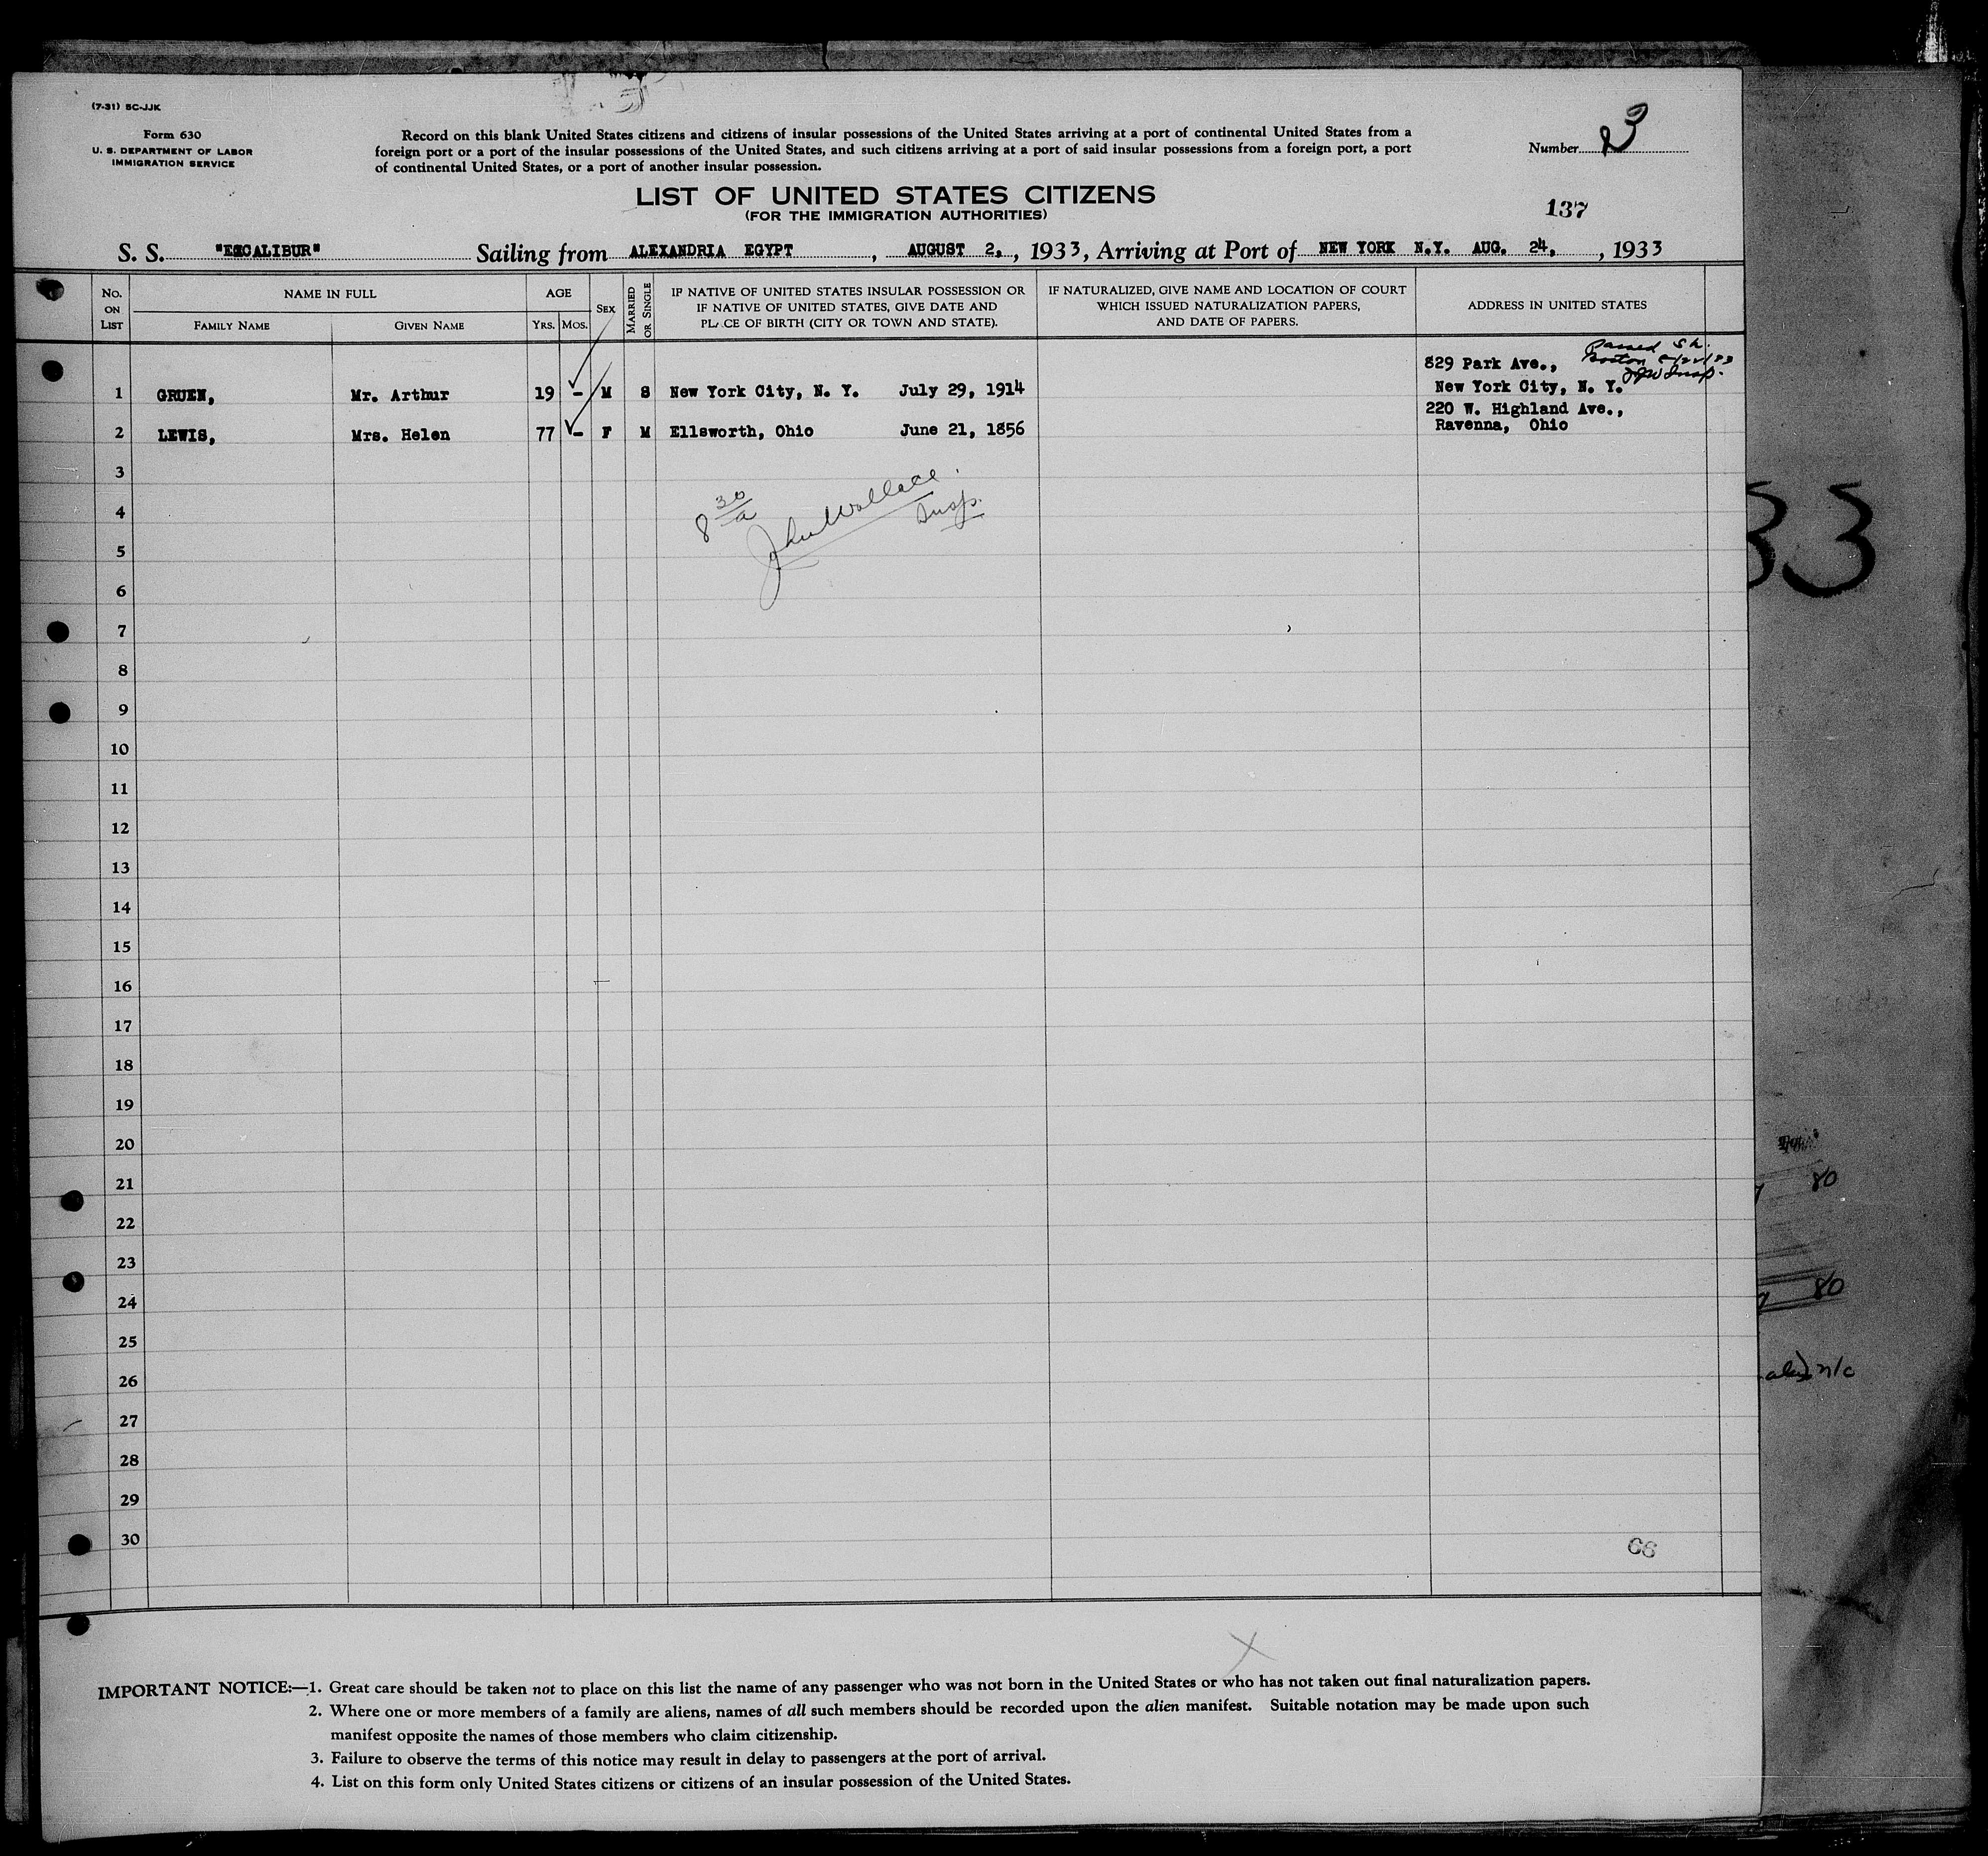 (7-31) 5C-JJK
Form 630
U. S. DEPARTMENT OF LABOR
IMMIGRATION SERVICE
Record on this blank United States citizens and citizens of insular possessions of the United States arriving at a port of continental United States from a
foreign port or a port of the insular possessions of the United States, and such citizens arriving at a port of said insular possessions from a foreign port, a port
of continental United States, or a port of another insular possession.
Number
137
LIST OF UNITED STATES CITIZENS
(FOR THE IMMIGRATION AUTHORITIES)
S. S. "EXCALIBUR" Sailing from ALEXANDRIA EGYPT, AUGUST 2, , 1933, Arriving at Port of NEW YORK N.Y. AUG. 24, , 1933
No. ON LIST
NAME IN FULL
FAMILY NAME
GIVEN NAME
AGE
YRS. MOS.
SEX
MARRIED OR SINGLE
IF NATIVE OF UNITED STATES INSULAR POSSESSION OR
IF NATIVE OF UNITED STATES, GIVE DATE AND
PLACE OF BIRTH (CITY OR TOWN AND STATE).
IF NATURALIZED, GIVE NAME AND LOCATION OF COURT
WHICH ISSUED NATURALIZATION PAPERS,
AND DATE OF PAPERS.
ADDRESS IN UNITED STATES
Passed
Boston
Insp.
829 Park Ave.,
1 GRUEN, Mr. Arthur 19 - M S New York City, N. Y. July 29, 1914 New York City, N. Y.
220 W. Highland Ave.,
2 LEWIS, Mrs. Helen 77 - F M Ellsworth, Ohio June 21, 1856 Ravenna, Ohio
3
8 30/a John Wallace Insp.
4
5
6
7
8
9
10
11
12
13
14
15
16
17
18
19
20
21
22
23
24
25
26
27
28
29
30
33
80
80
n/c
IMPORTANT NOTICE:—1. Great care should be taken not to place on this list the name of any passenger who was not born in the United States or who has not taken out final naturalization papers.
2. Where one or more members of a family are aliens, names of all such members should be recorded upon the alien manifest. Suitable notation may be made upon such
manifest opposite the names of those members who claim citizenship.
3. Failure to observe the terms of this notice may result in delay to passengers at the port of arrival.
4. List on this form only United States citizens or citizens of an insular possession of the United States.